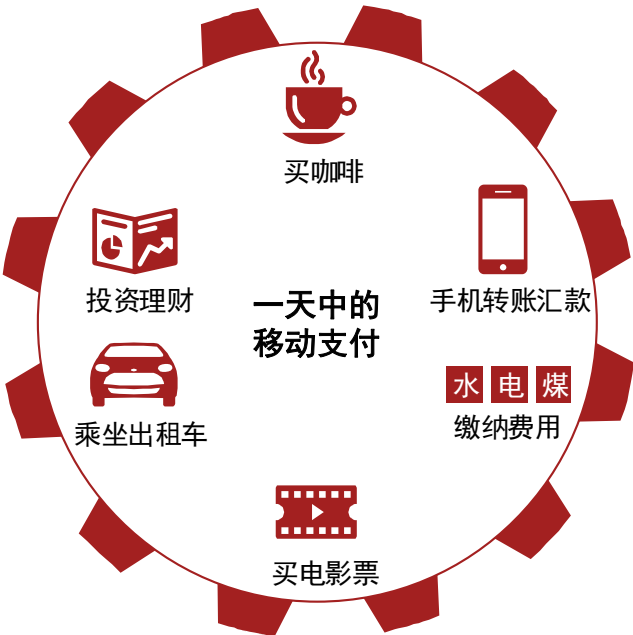 买咖啡
手机转账汇款
水 电 煤
缴纳费用
买电影票
乘坐出租车
投资理财
一天中的
移动支付